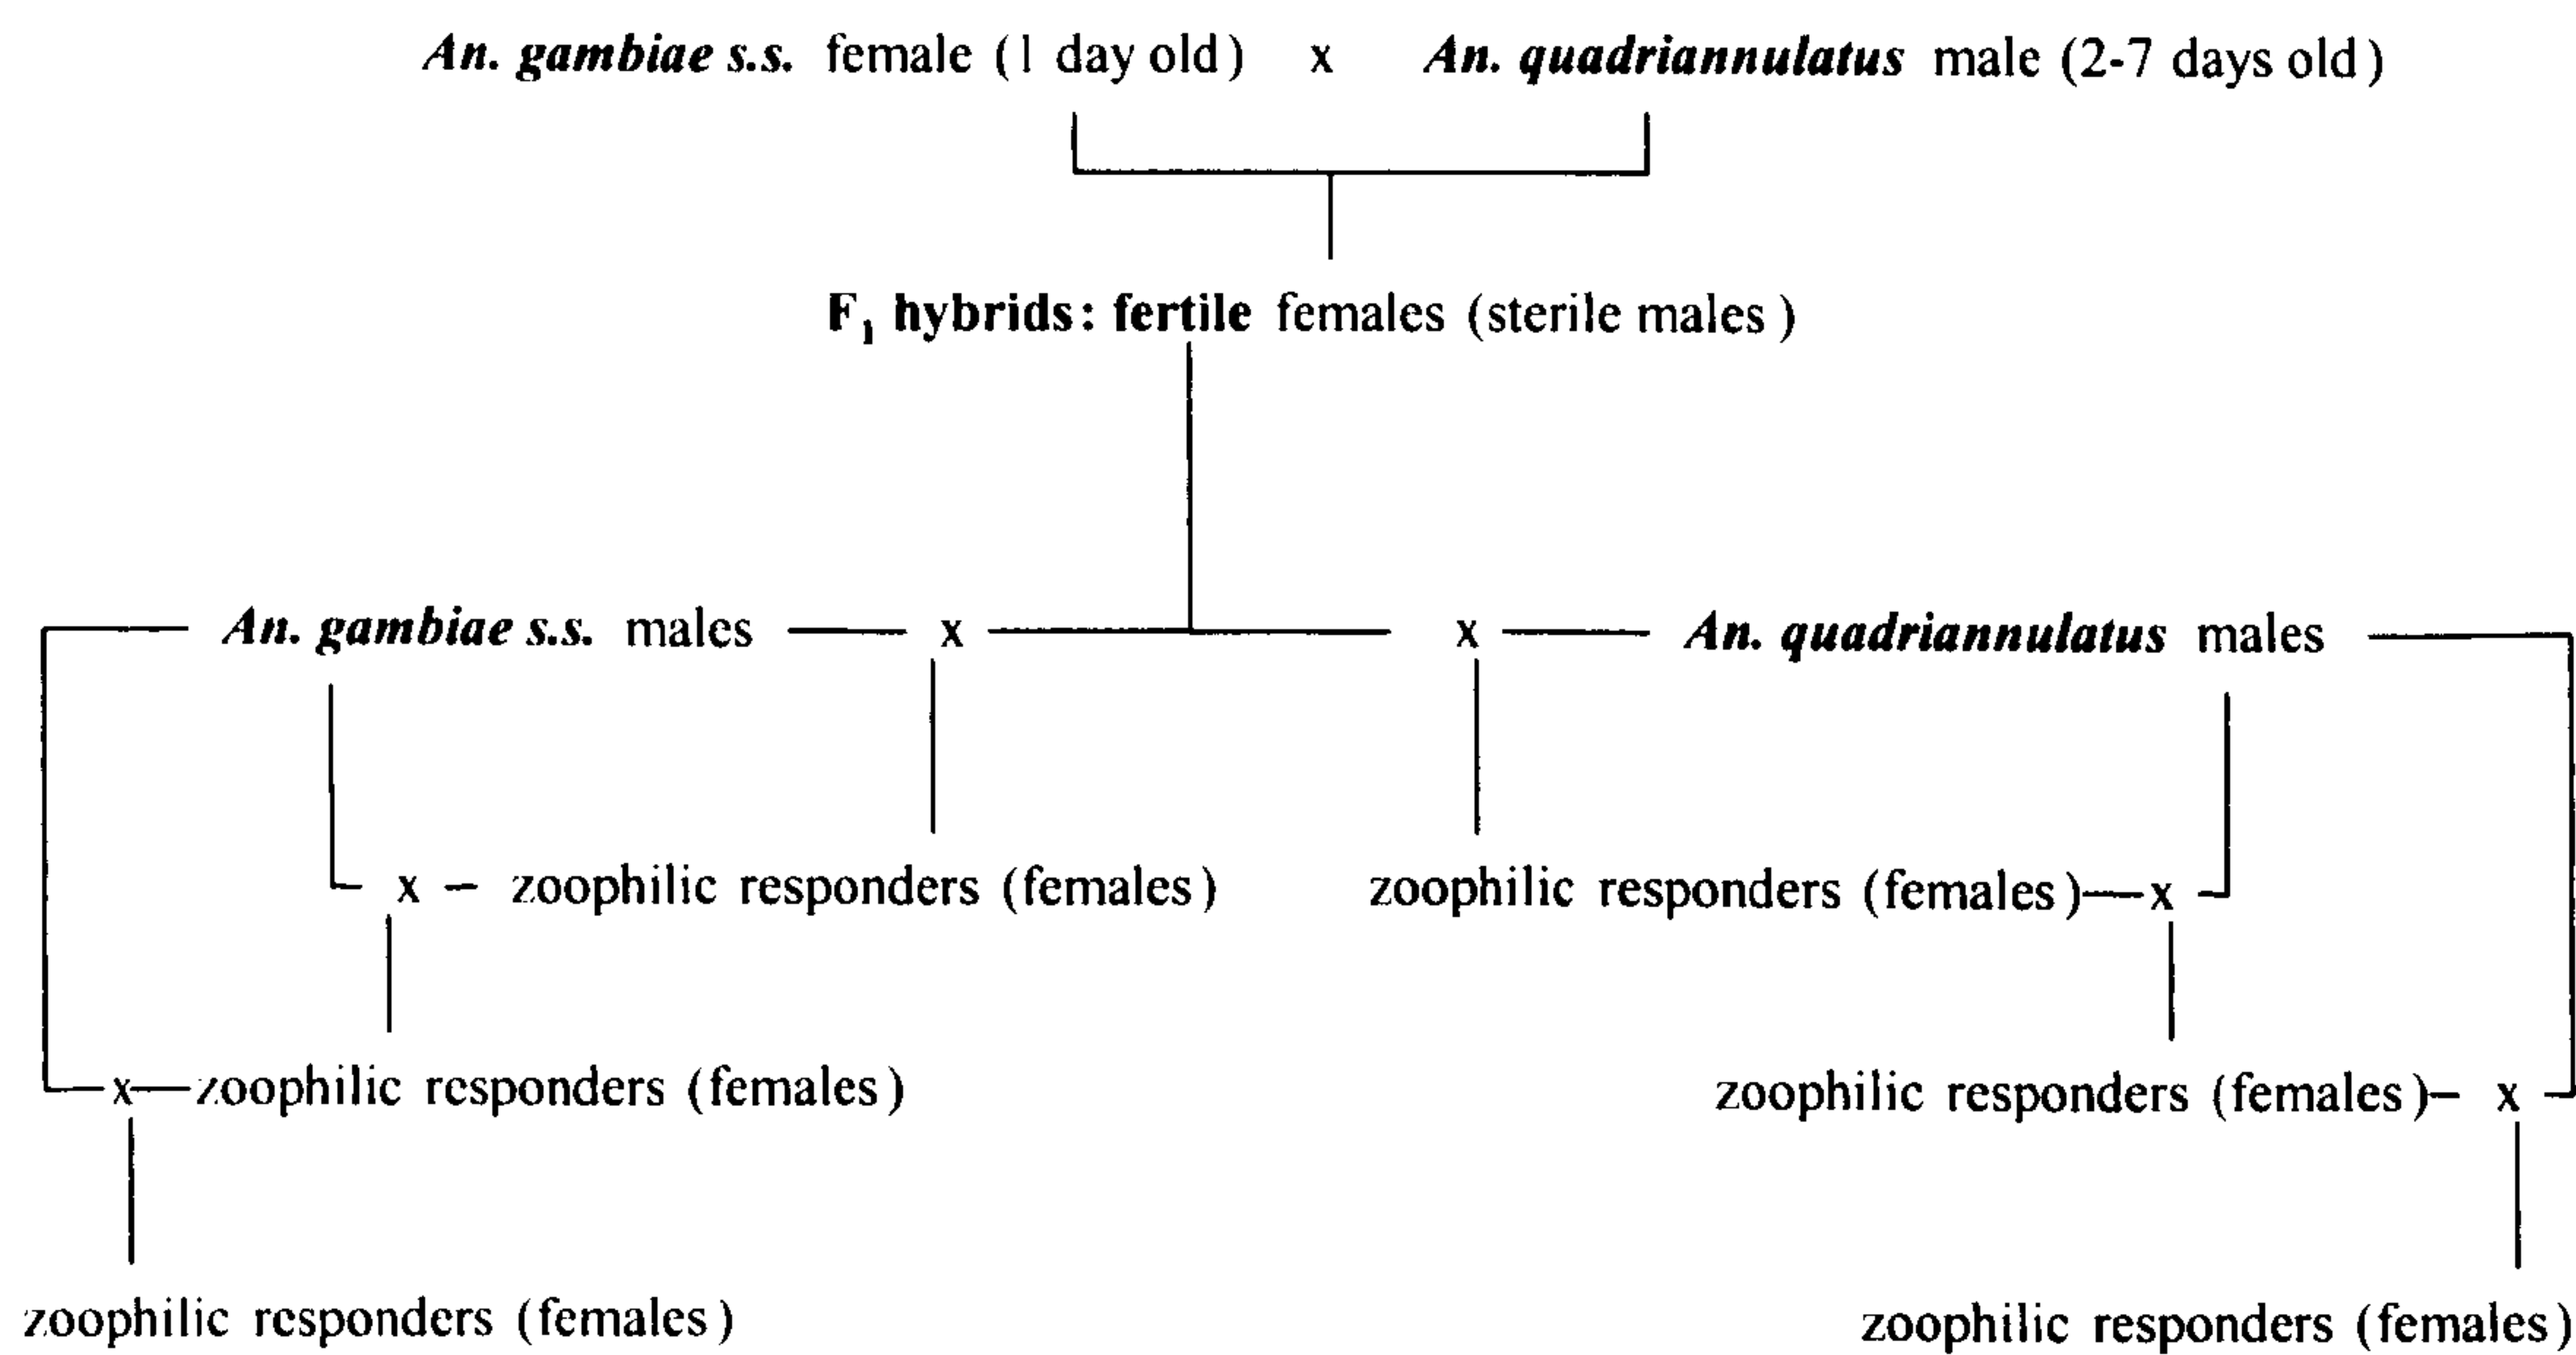 An. gambiae s.s. female (1 day old) x An. quadriannulatus male (2-7 days old)
F1 hybrids: fertile females (sterile males)
An. gambiae s.s. males x x An. quadriannulatus males
x zoophilic responders (females) zoophilic responders (females) x
x zoophilic responders (females) zoophilic responders (females) x
zoophilic responders (females) zoophilic responders (females)